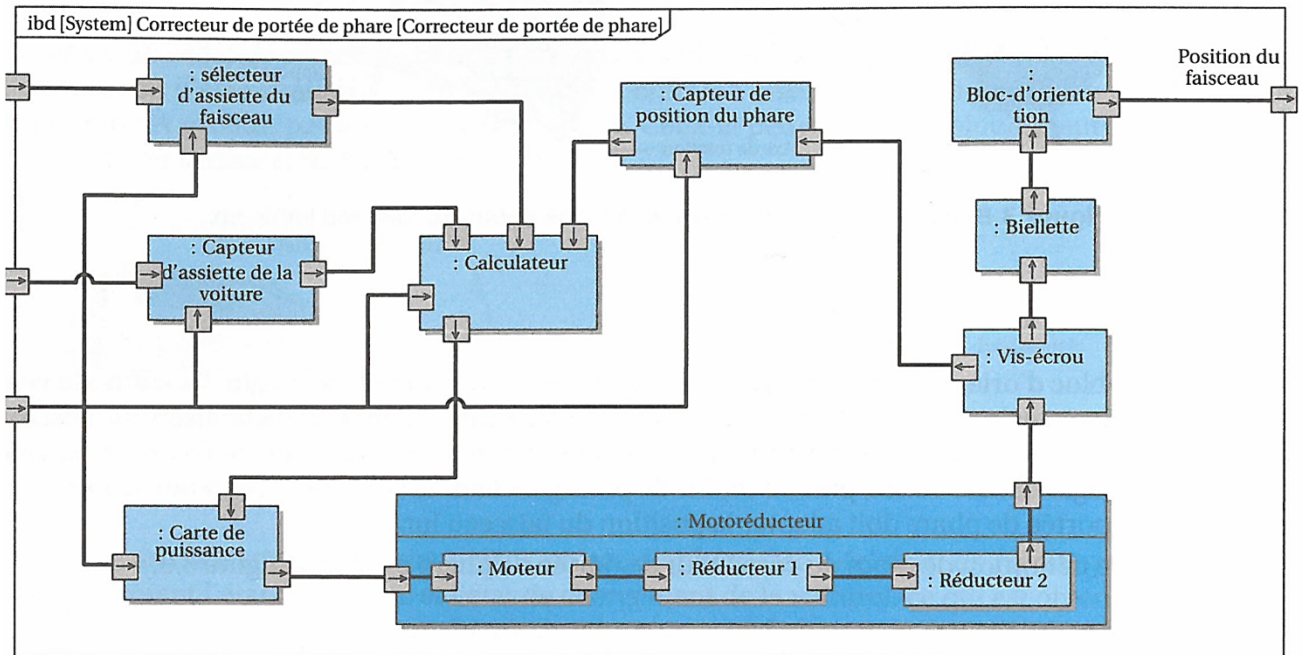 ibd [System] Correcteur de portée de phare [Correcteur de portée de phare]
: sélecteur
d'assiette du
faisceau
: Capteur de
position du phare
:
Bloc-d'orienta
tion
Position du
faisceau
: Biellette
: Capteur
d'assiette de la
voiture
: Calculateur
: Vis-écrou
: Carte de
puissance
: Motoréducteur
: Moteur
: Réducteur 1
: Réducteur 2